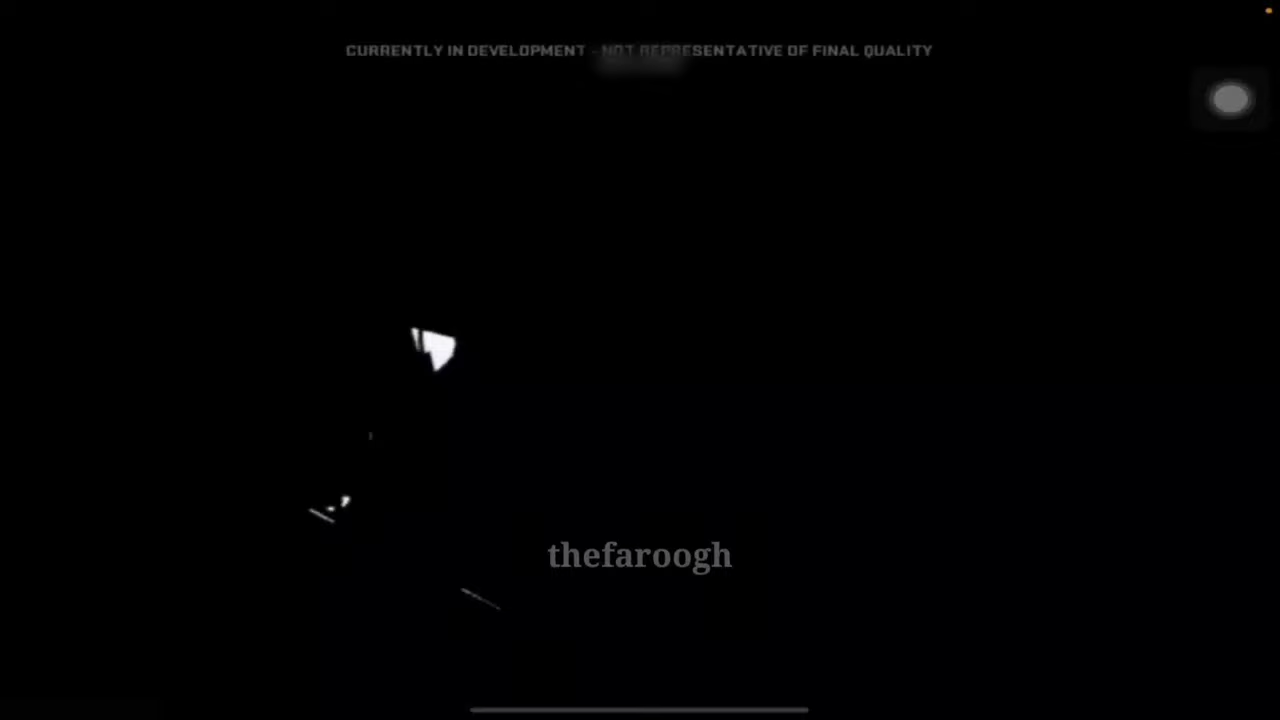 CURRENTLY IN DEVELOPMENT - NOT REPRESENTATIVE OF FINAL QUALITY
thefaroogh